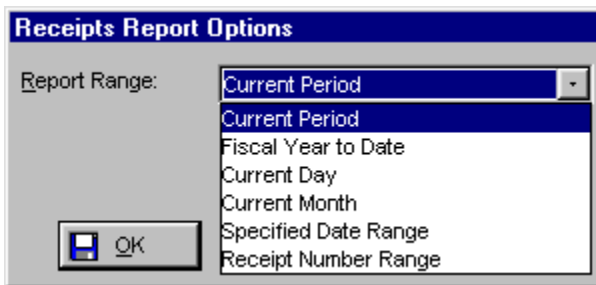 Receipts Report Options
Report Range: Current Period
Current Period
Fiscal Year to Date
Current Day
Current Month
Specified Date Range
Receipt Number Range
OK